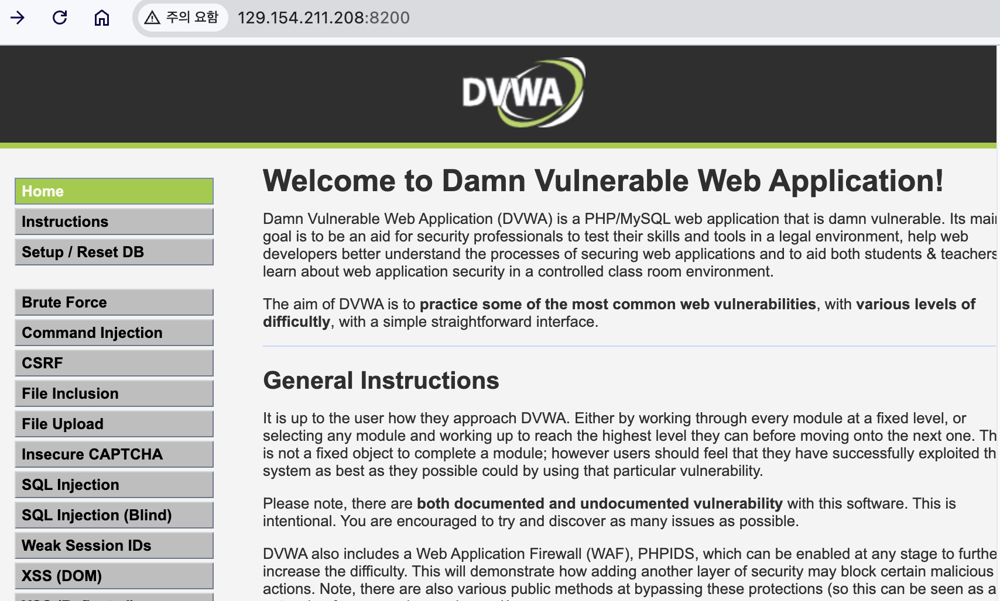 주의 요함
129.154.211.208:8200
DVWA
Home
Instructions
Setup / Reset DB
Brute Force
Command Injection
CSRF
File Inclusion
File Upload
Insecure CAPTCHA
SQL Injection
SQL Injection (Blind)
Weak Session IDs
XSS (DOM)
Welcome to Damn Vulnerable Web Application!
Damn Vulnerable Web Application (DVWA) is a PHP/MySQL web application that is damn vulnerable. Its
goal is to be an aid for security professionals to test their skills and tools in a legal environment, help web
developers better understand the processes of securing web applications and to aid both students & teachers
learn about web application security in a controlled class room environment.
The aim of DVWA is to practice some of the most common web vulnerabilities, with various levels of
difficultly, with a simple straightforward interface.
General Instructions
It is up to the user how they approach DVWA. Either by working through every module at a fixed level, or
selecting any module and working up to reach the highest level they can before moving onto the next one.
is not a fixed object to complete a module; however users should feel that they have successfully exploited
system as best as they possible could by using that particular vulnerability.
Please note, there are both documented and undocumented vulnerability with this software. This is
intentional. You are encouraged to try and discover as many issues as possible.
DVWA also includes a Web Application Firewall (WAF), PHPIDS, which can be enabled at any stage to
increase the difficulty. This will demonstrate how adding another layer of security may block certain malicious
actions. Note, there are also various public methods at bypassing these protections (so this can be seen as a